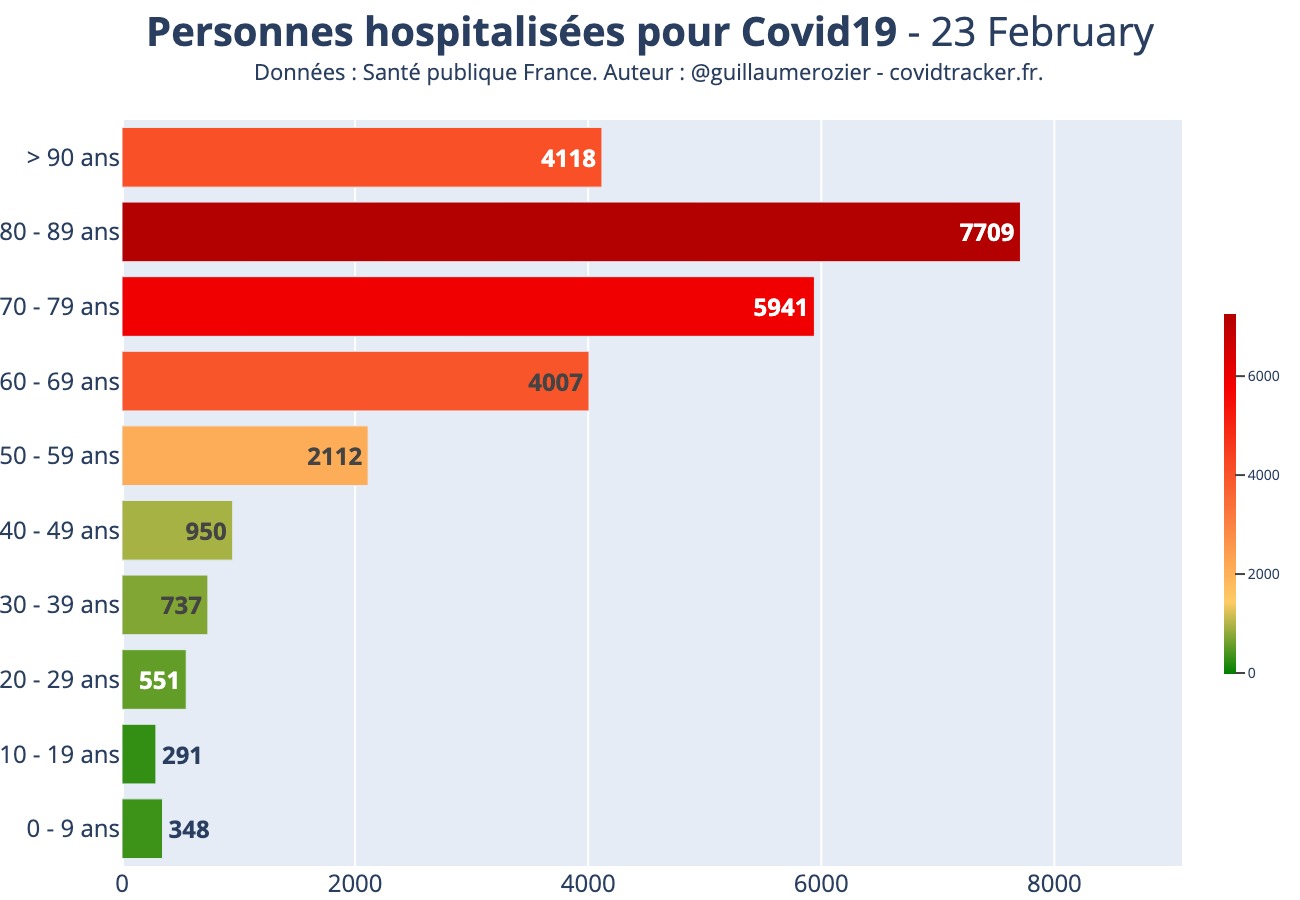 Personnes hospitalisées pour Covid19 - 23 February
Données : Santé publique France. Auteur : @guillaumerozier - covidtracker.fr.
> 90 ans 4118
80 - 89 ans 7709
70 - 79 ans 5941
60 - 69 ans 4007
50 - 59 ans 2112
40 - 49 ans 950
30 - 39 ans 737
20 - 29 ans 551
10 - 19 ans 291
0 - 9 ans 348
0 2000 4000 6000 8000
6000
4000
2000
0